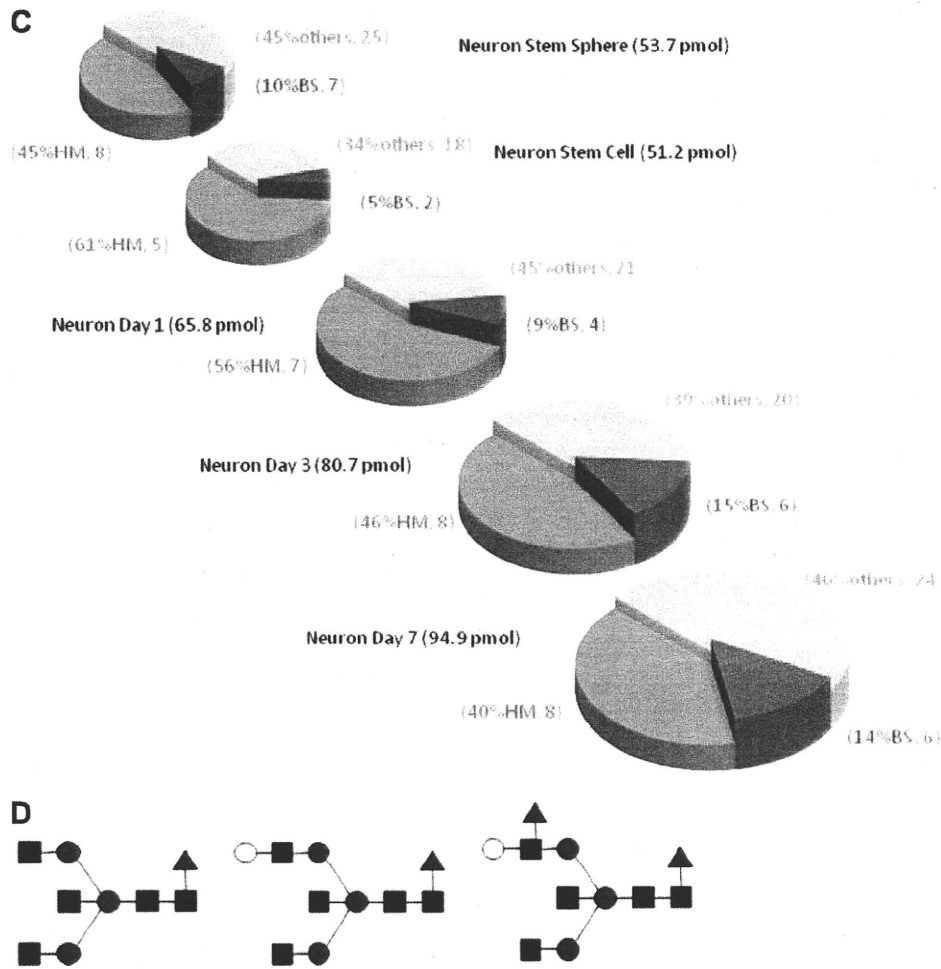 C
(45%others, 25)
Neuron Stem Sphere (53.7 pmol)
(10%BS, 7)
(45%HM, 8)
(34%others, 18)
Neuron Stem Cell (51.2 pmol)
(5%BS, 2)
(61%HM, 5)
(45%others, 21
Neuron Day 1 (65.8 pmol)
(9%BS, 4)
(56%HM, 7)
(39%others, 20)
Neuron Day 3 (80.7 pmol)
(15%BS, 6)
(46%HM, 8)
(46%others, 24
Neuron Day 7 (94.9 pmol)
(40%HM, 8)
(14%BS, 6)
D